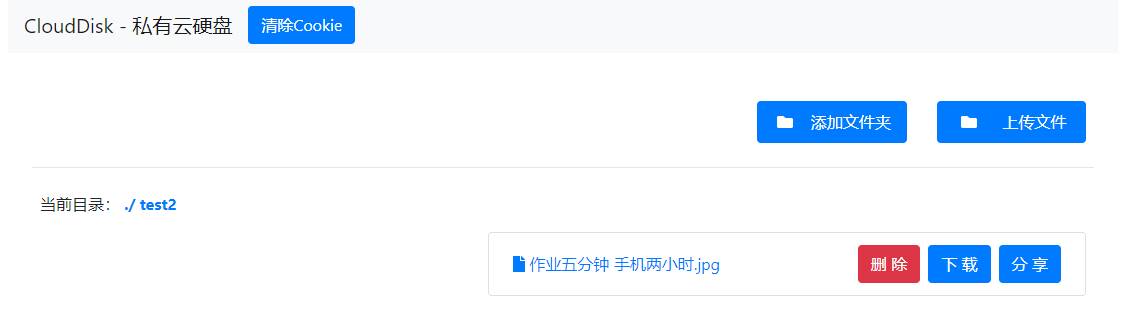 CloudDisk - 私有云硬盘 清除Cookie
添加文件夹 上传文件
当前目录： ./ test2
作业五分钟 手机两小时.jpg 删 除 下 载 分 享